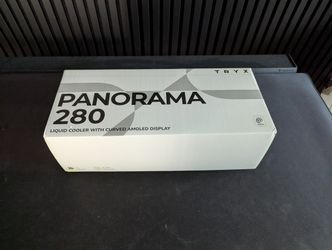 TRYX
PANORAMA
280
LIQUID COOLER WITH CURVED AMOLED DISPLAY